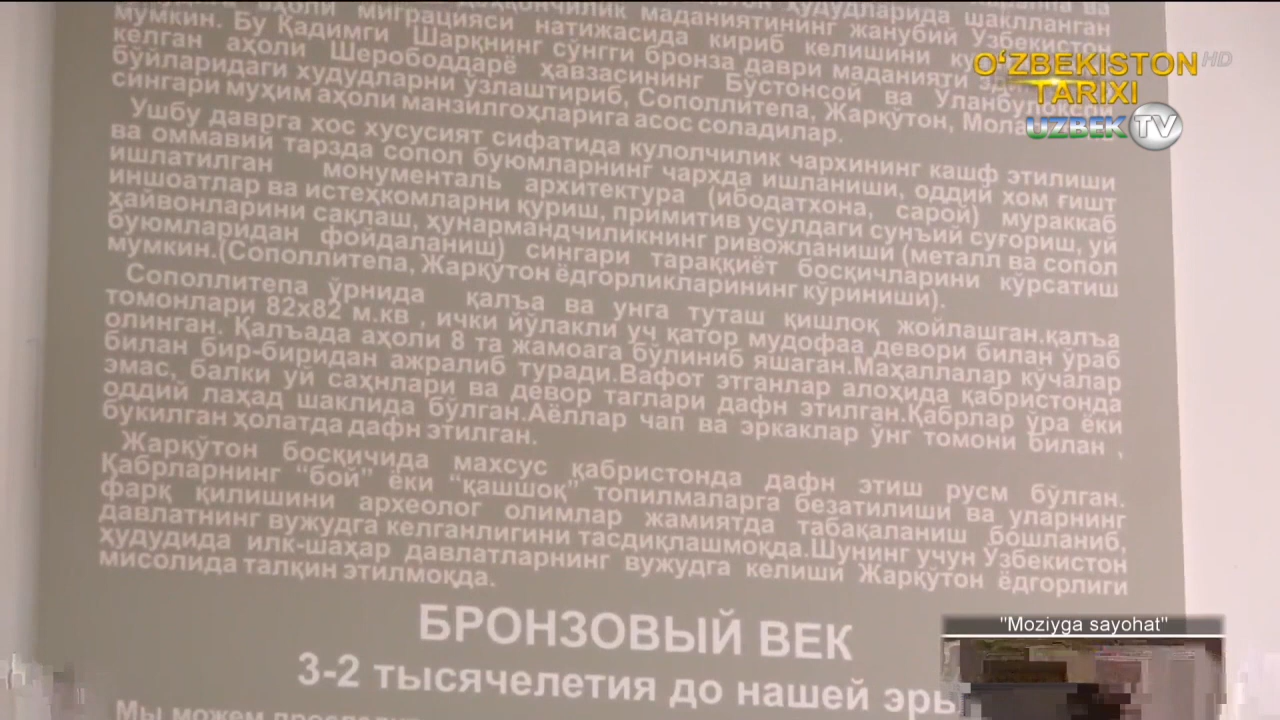 аҳоли миграцияси натижасида кириб келишини
мумкин. Бу Қадимги Шарқнинг сўнгги бронза даври маданияти
келган аҳоли Шерободдарё ҳавзасининг Бўстонсой ва Уланбулоқсой
бўйларидаги ҳудудларни ўзлаштириб, Сополлитепа, Жарқўтон,
сингари муҳим аҳоли манзилгоҳларига асос соладилар.
Ушбу даврга хос хусусият сифатида кулолчилик чархининг кашф этилиши
ва оммавий тарзда сопол буюмларнинг чархда ишланиши, оддий хом ғишт
ишлатилган монументаль архитектура (ибодатхона, сарой) мураккаб
иншоатлар ва истеҳкомларни қуриш, примитив усулдаги сунъий суғориш, уй
ҳайвонларини сақлаш, ҳунармандчиликнинг ривожланиши (металл ва сопол
буюмларидан фойдаланиш) сингари тараққиёт босқичларини кўрсатиш
мумкин.(Сополлитепа, Жарқўтон ёдгорликларининг кўриниши).
Сополлитепа ўрнида қалъа ва унга туташ қишлоқ жойлашган.қалъа
томонлари 82x82 м.кв , ички йўлакли уч қатор мудофаа девори билан ўраб
олинган. Қалъада аҳоли 8 та жамоага бўлиниб яшаган.Маҳаллалар кўчалар
билан бир-биридан ажралиб туради.Вафот этганлар алоҳида қабристонда
эмас, балки уй саҳнлари ва девор таглари дафн этилган.Қабрлар ўра ёки
оддий лаҳад шаклида бўлган.Аёллар чап ва эркаклар ўнг томони билан ,
букилган ҳолатда дафн этилган.
Жарқўтон босқичида махсус қабристонда дафн этиш русм бўлган.
Қабрларнинг “бой” ёки “қашшоқ” топилмаларга безатилиши ва уларнинг
фарқ қилишини археолог олимлар жамиятда табақаланиш бошланиб,
давлатнинг вужудга келганлигини тасдиқлашмоқда.Шунинг учун Ўзбекистон
ҳудудида илк-шаҳар давлатларнинг вужудга келиши Жарқўтон ёдгорлиги
мисолида талқин этилмоқда.
БРОНЗОВЫЙ ВЕК
3-2 тысячелетия до нашей эры
Мы можем
O‘ZBEKISTON HD
TARIXI
UZBEK TV
"Moziyga sayohat"